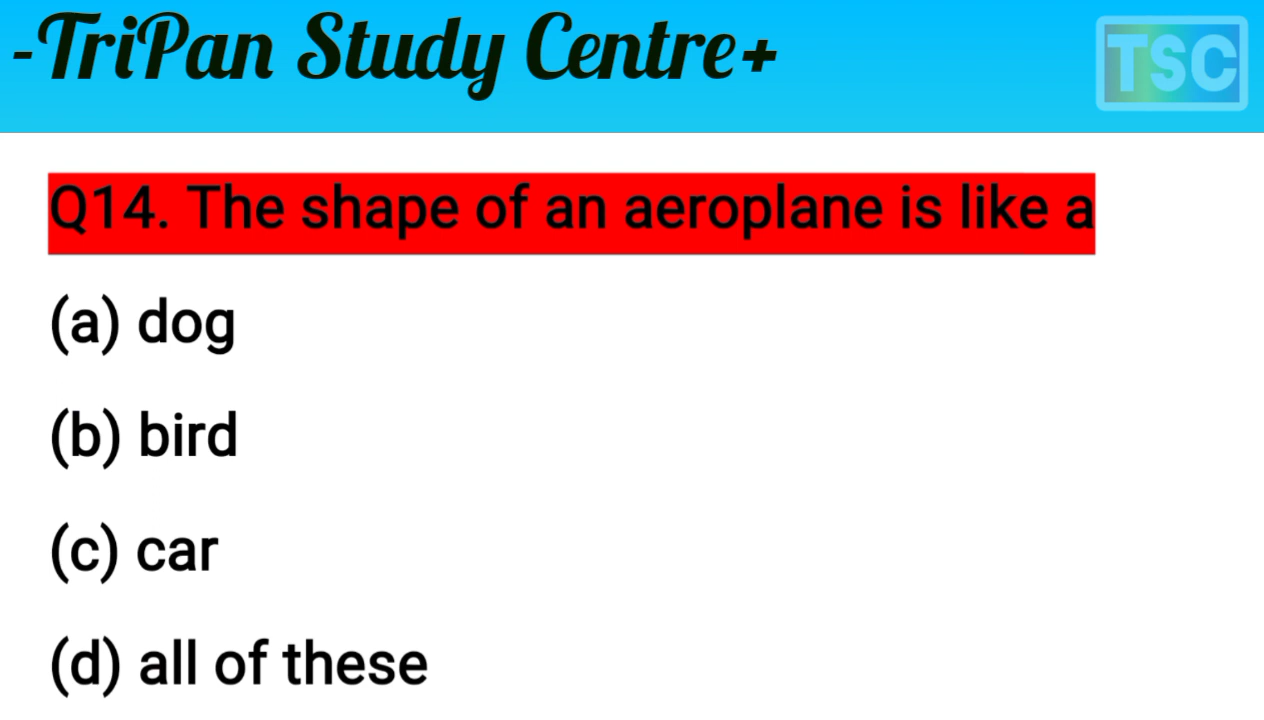 -TriPan Study Centre+
TSC
Q14. The shape of an aeroplane is like a
(a) dog
(b) bird
(c) car
(d) all of these